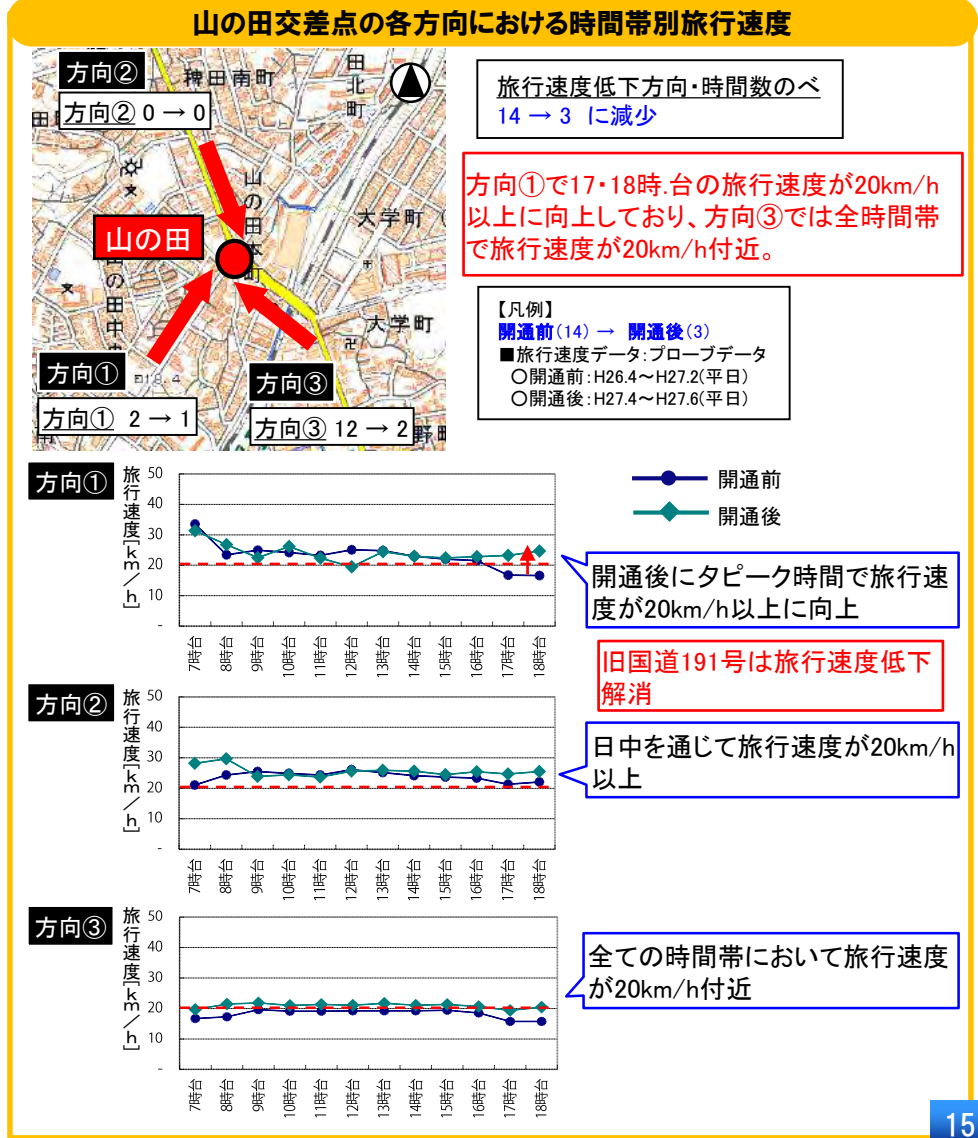 山の田交差点の各方向における時間帯別旅行速度
方向②
方向② 0 → 0
稗田南町
田北町
山の田本町
大学町
山の田
大学町
方向①
方向① 2 → 1
方向③
方向③ 12 → 2
旅行速度低下方向・時間数のべ
14 → 3 に減少
方向①で17・18時.台の旅行速度が20km/h
以上に向上しており、方向③では全時間帯
で旅行速度が20km/h付近。
【凡例】
開通前(14) → 開通後(3)
■旅行速度データ:プローブデータ
○開通前:H26.4~H27.2(平日)
○開通後:H27.4~H27.6(平日)
方向①
旅行速度[km/h]
50
40
30
20
10
-
7時台 8時台 9時台 10時台 11時台 12時台 13時台 14時台 15時台 16時台 17時台 18時台
開通前
開通後
開通後に夕ピーク時間で旅行速
度が20km/h以上に向上
旧国道191号は旅行速度低下
解消
方向②
旅行速度[km/h]
50
40
30
20
10
-
7時台 8時台 9時台 10時台 11時台 12時台 13時台 14時台 15時台 16時台 17時台 18時台
日中を通じて旅行速度が20km/h
以上
方向③
旅行速度[km/h]
50
40
30
20
10
-
7時台 8時台 9時台 10時台 11時台 12時台 13時台 14時台 15時台 16時台 17時台 18時台
全ての時間帯において旅行速度
が20km/h付近
15